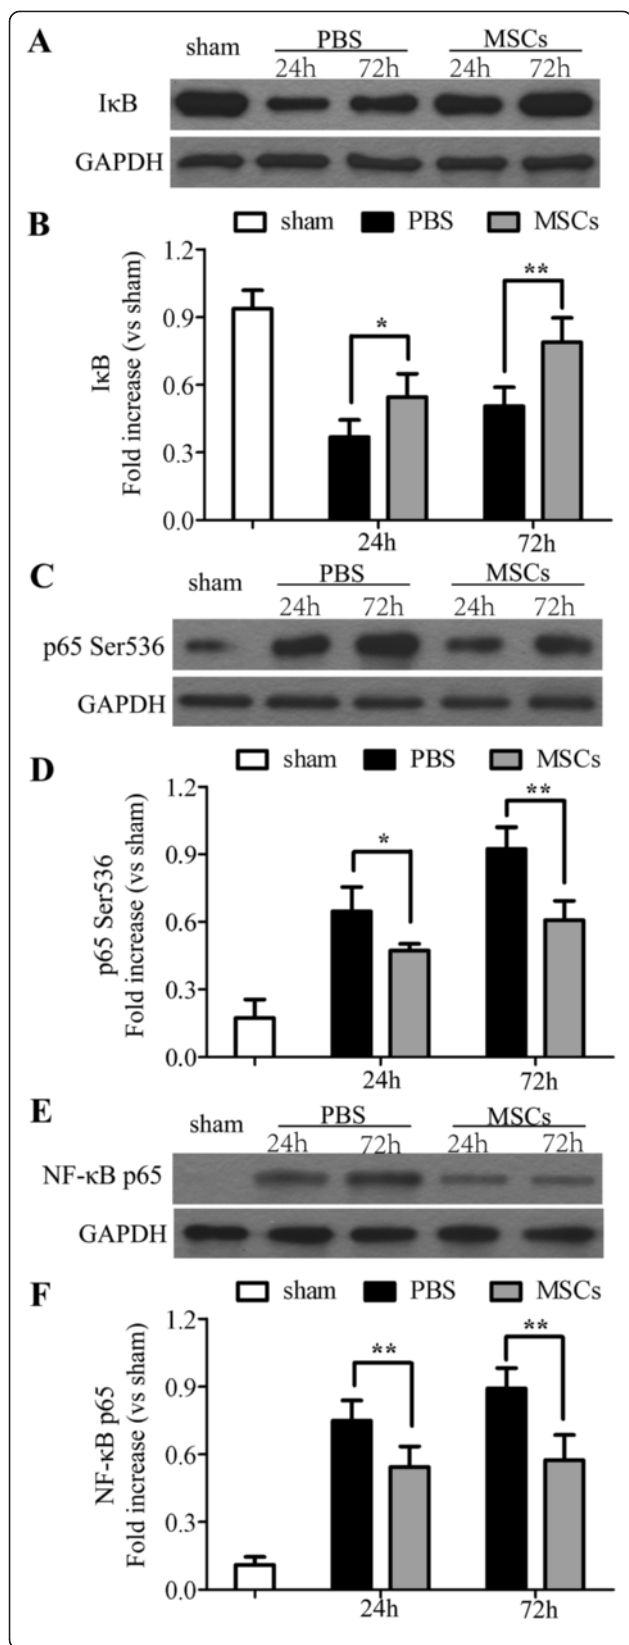 A
sham PBS MSCs
24h 72h 24h 72h
IκB
GAPDH
B
sham PBS MSCs
IκB
Fold increase (vs sham)
1.2
0.9
0.6
0.3
0.0
*
**
24h 72h
C
sham PBS MSCs
24h 72h 24h 72h
p65 Ser536
GAPDH
D
sham PBS MSCs
p65 Ser536
Fold increase (vs sham)
1.2
0.9
0.6
0.3
0.0
*
**
24h 72h
E
sham PBS MSCs
24h 72h 24h 72h
NF-κB p65
GAPDH
F
sham PBS MSCs
NF-κB p65
Fold increase (vs sham)
1.2
0.9
0.6
0.3
0.0
**
**
24h 72h